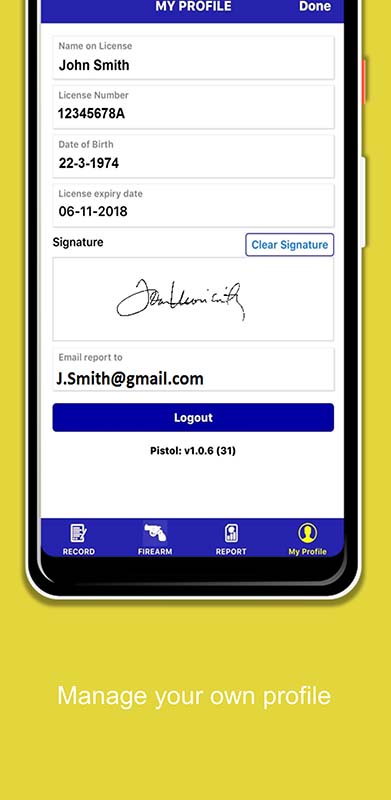 MY PROFILE
Done
Name on License
John Smith
License Number
12345678A
Date of Birth
22-3-1974
License expiry date
06-11-2018
Signature
Clear Signature
Email report to
J.Smith@gmail.com
Logout
Pistol: v1.0.6 (31)
RECORD
FIREARM
REPORT
My Profile
Manage your own profile